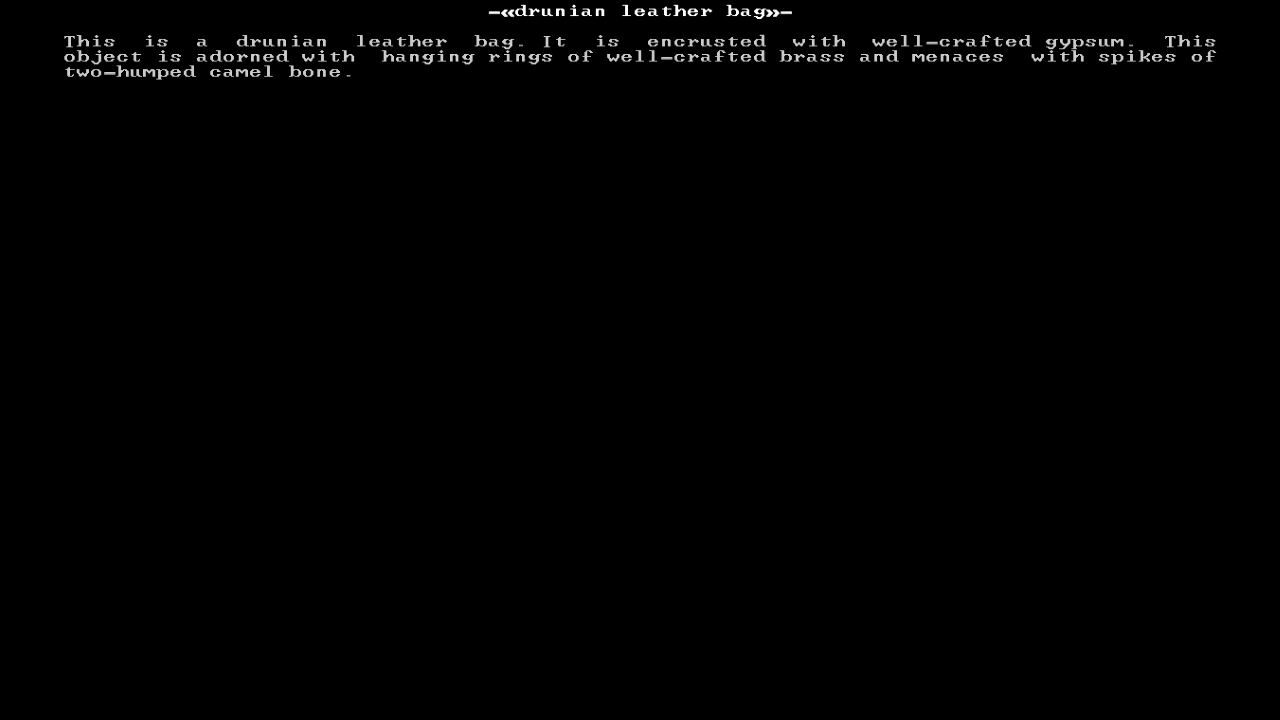 -«drunian leather bag»-
This is a drunian leather bag. It is encrusted with well-crafted gypsum. This
object is adorned with hanging rings of well-crafted brass and menaces with spikes of
two-humped camel bone.